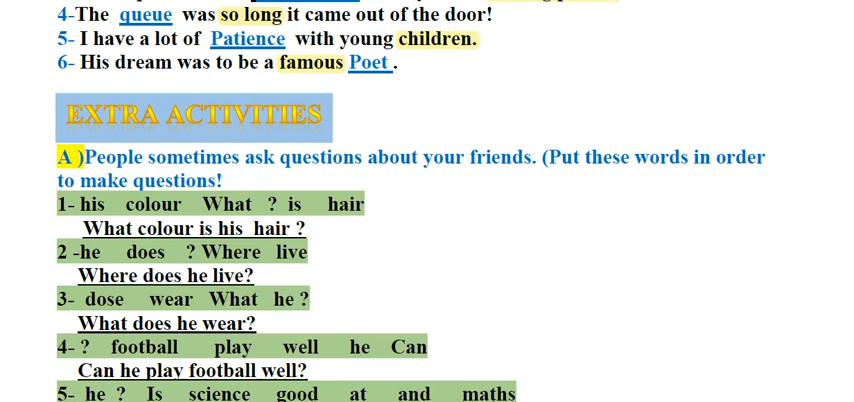 4-The queue was so long it came out of the door!
5- I have a lot of Patience with young children.
6- His dream was to be a famous Poet .
EXTRA ACTIVITIES
A )People sometimes ask questions about your friends. (Put these words in order
to make questions!
1- his colour What ? is hair
What colour is his hair ?
2 -he does ? Where live
Where does he live?
3- dose wear What he ?
What does he wear?
4- ? football play well he Can
Can he play football well?
5- he ? Is science good at and maths